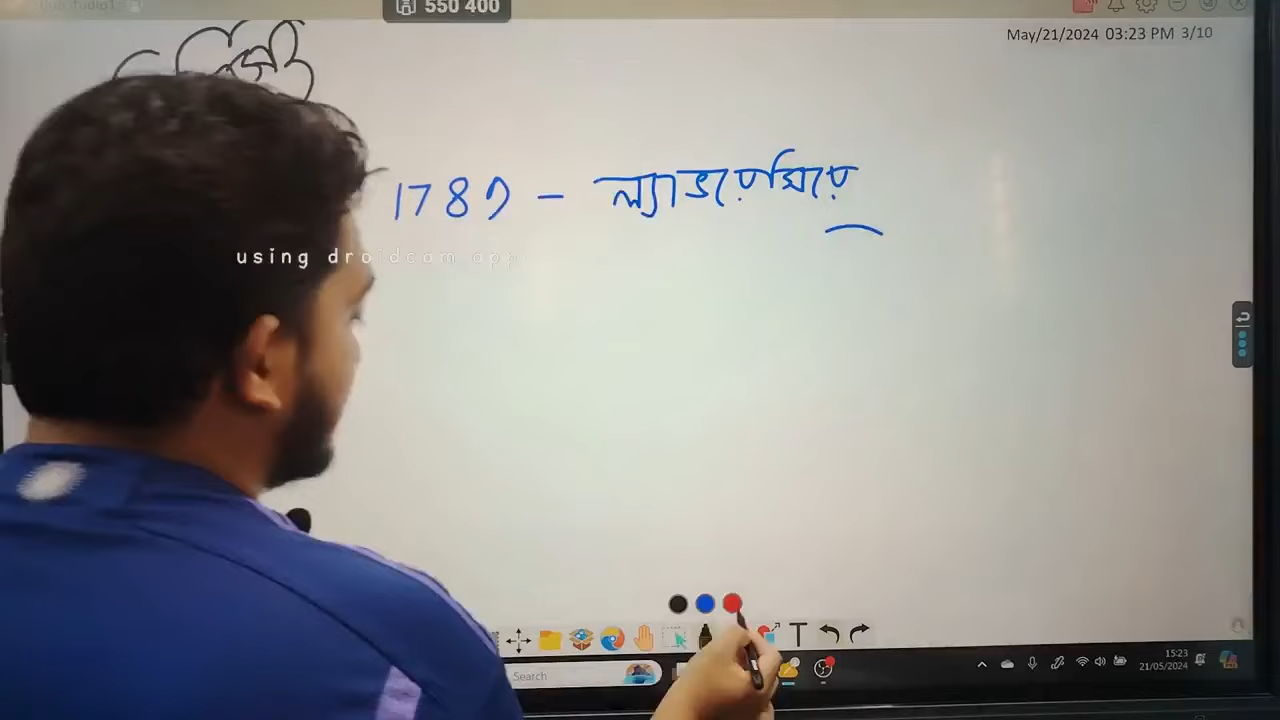 550 400
May/21/2024 03:23 PM 3/10
1789 - ল্যাভয়েসিয়ে
using droidcam app
T
Search
15:23
21/05/2024